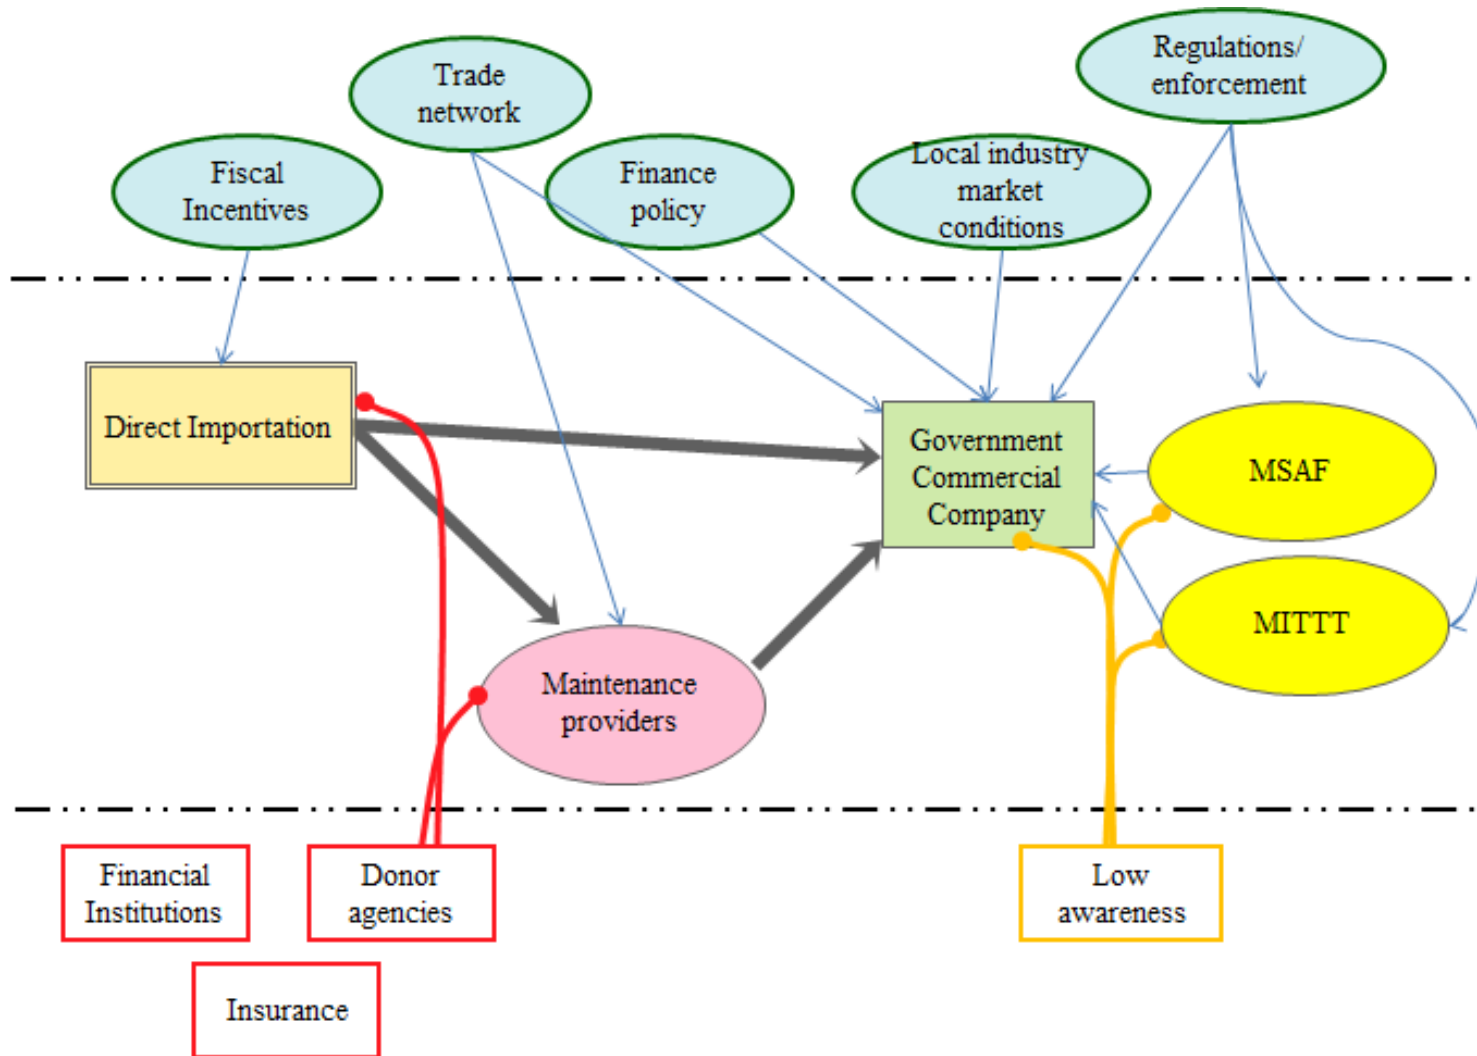 Trade
network
Regulations/
enforcement
Fiscal
Incentives
Finance
policy
Local industry
market
conditions
Direct Importation
Government
Commercial
Company
MSAF
MITTT
Maintenance
providers
Financial
Institutions
Donor
agencies
Low
awareness
Insurance